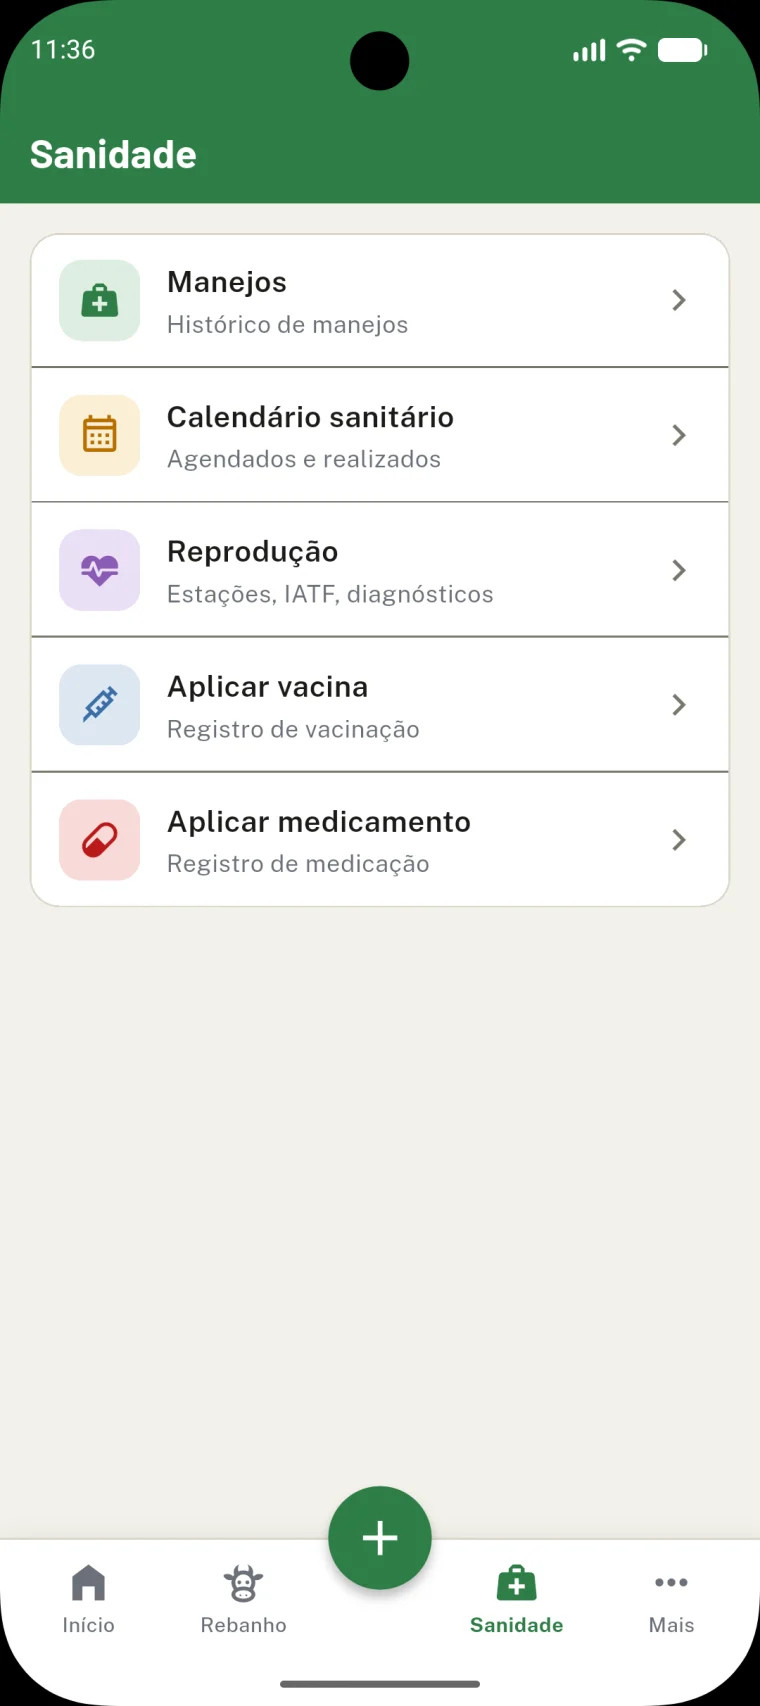 11:36
Sanidade
Manejos
Histórico de manejos
Calendário sanitário
Agendados e realizados
Reprodução
Estações, IATF, diagnósticos
Aplicar vacina
Registro de vacinação
Aplicar medicamento
Registro de medicação
Início
Rebanho
Sanidade
Mais